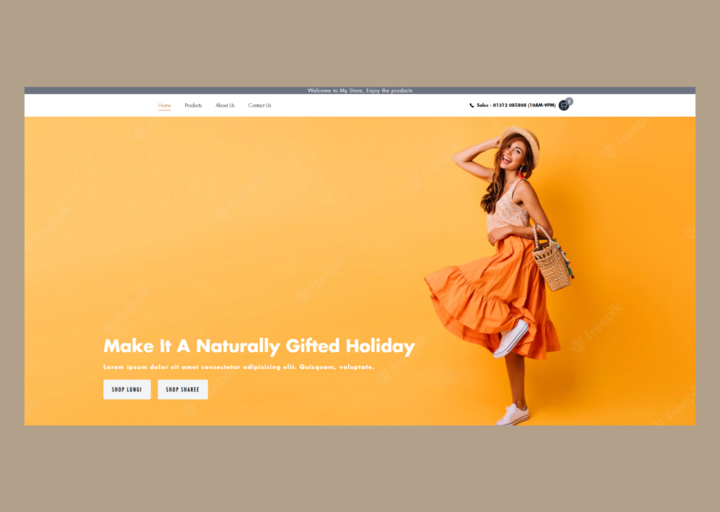 Welcome to My Store, Enjoy the products
Home Products About Us Contact Us Sales - 01312 085808 (10AM-9PM)
Make It A Naturally Gifted Holiday
Lorem ipsum dolor sit amet consectetur adipisicing elit. Quisquam, voluptate.
SHOP LUNGI SHOP SHAREE
freepik